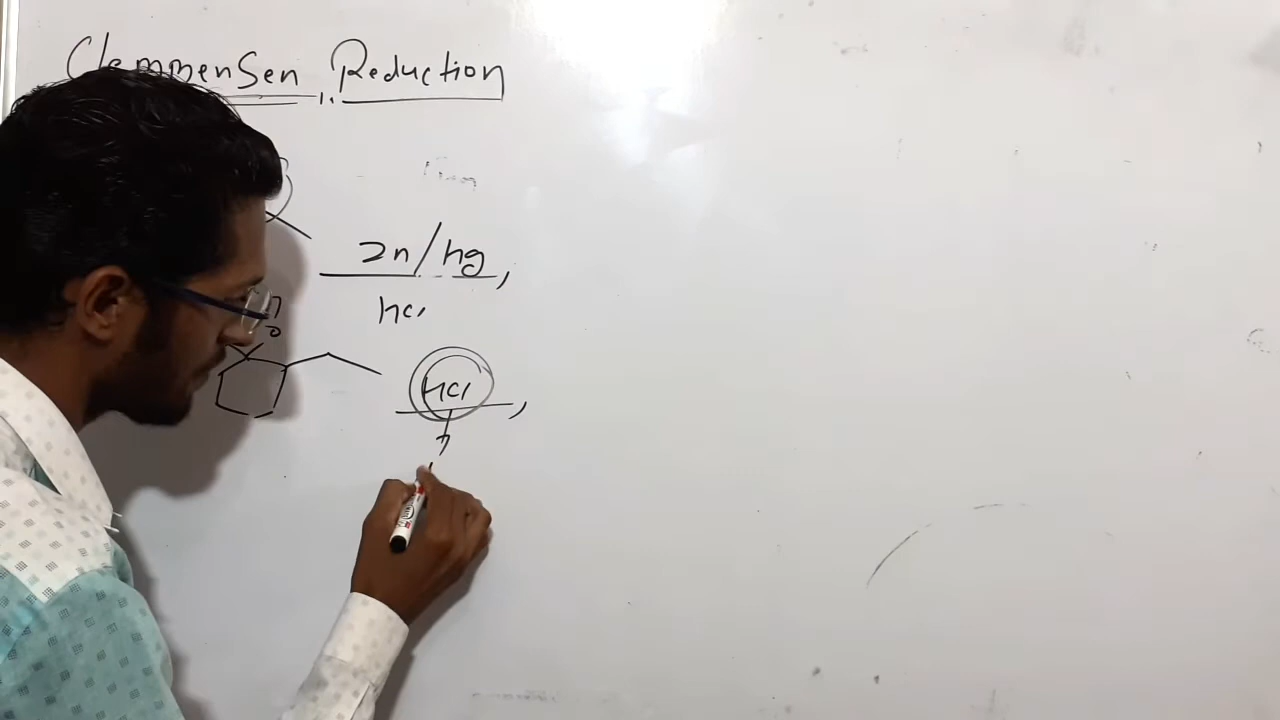 Clemmensen Reduction
Zn/Hg,
HCl
O
HCl,